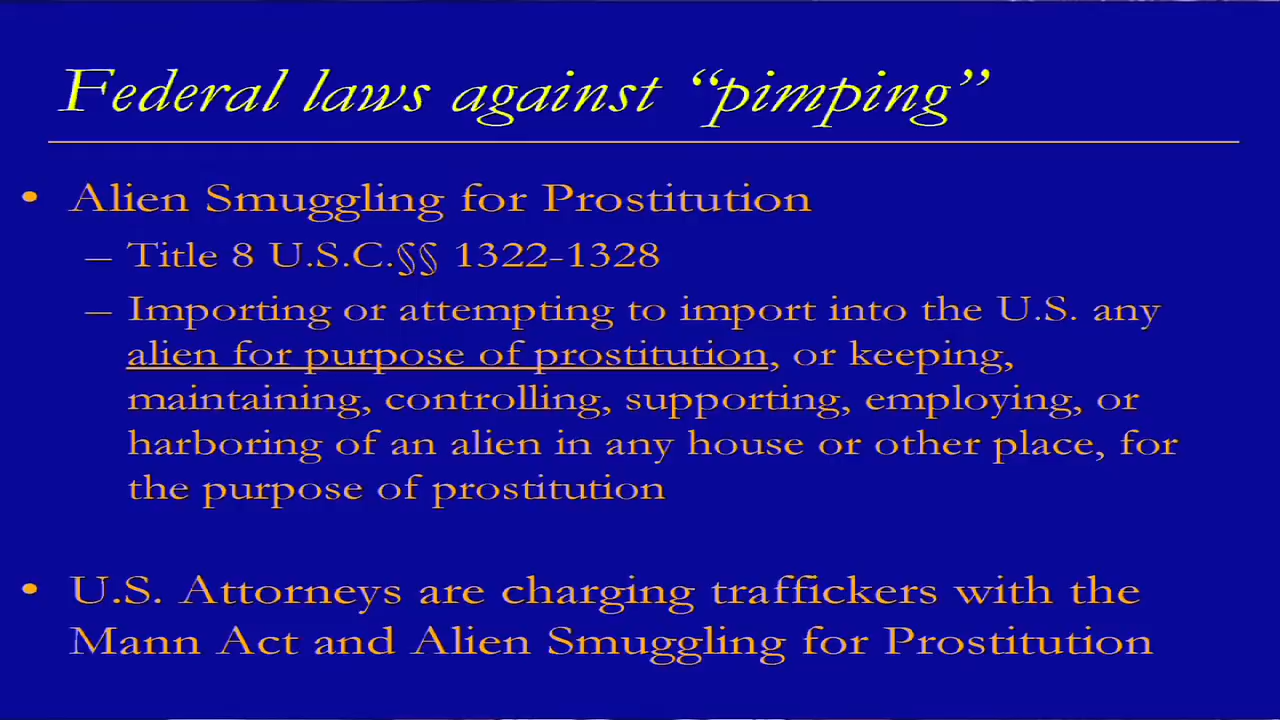 Federal laws against “pimping”
• Alien Smuggling for Prostitution
– Title 8 U.S.C.§§ 1322-1328
– Importing or attempting to import into the U.S. any
alien for purpose of prostitution, or keeping,
maintaining, controlling, supporting, employing, or
harboring of an alien in any house or other place, for
the purpose of prostitution
• U.S. Attorneys are charging traffickers with the
Mann Act and Alien Smuggling for Prostitution